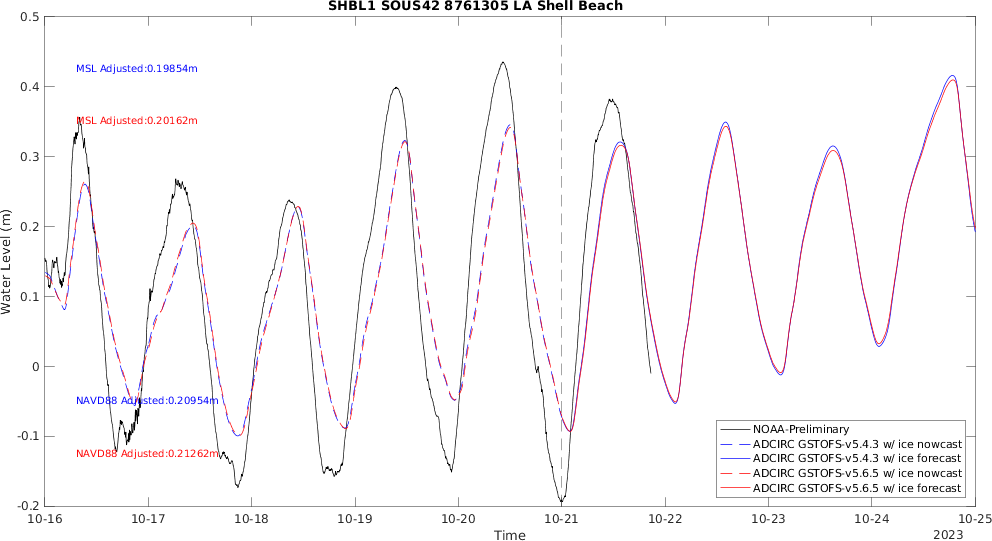 SHBL1 SOUS42 8761305 LA Shell Beach
0.5
0.4
0.3
0.2
0.1
0
-0.1
-0.2
Water Level (m)
MSL Adjusted:0.19854m
MSL Adjusted:0.20162m
NAVD88 Adjusted:0.20954m
NAVD88 Adjusted:0.21262m
NOAA-Preliminary
ADCIRC GSTOFS-v5.4.3 w/ ice nowcast
ADCIRC GSTOFS-v5.4.3 w/ ice forecast
ADCIRC GSTOFS-v5.6.5 w/ ice nowcast
ADCIRC GSTOFS-v5.6.5 w/ ice forecast
10-16 10-17 10-18 10-19 10-20 10-21 10-22 10-23 10-24 10-25
Time
2023